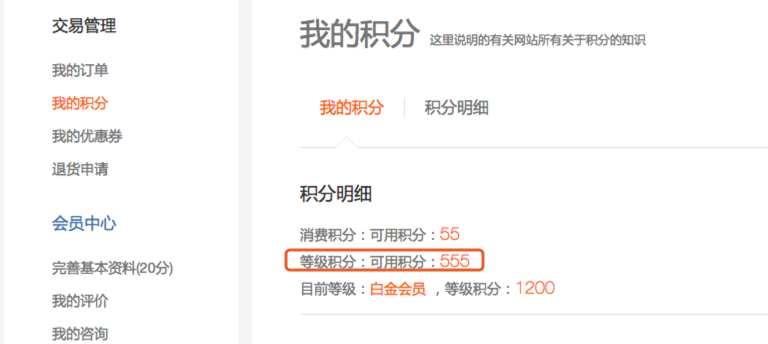 交易管理
我的订单
我的积分
我的优惠券
退货申请
会员中心
完善基本资料(20分)
我的评价
我的咨询
我的积分 这里说明的有关网站所有关于积分的知识
我的积分 积分明细
积分明细
消费积分：可用积分：55
等级积分：可用积分：555
目前等级：白金会员 ，等级积分：1200